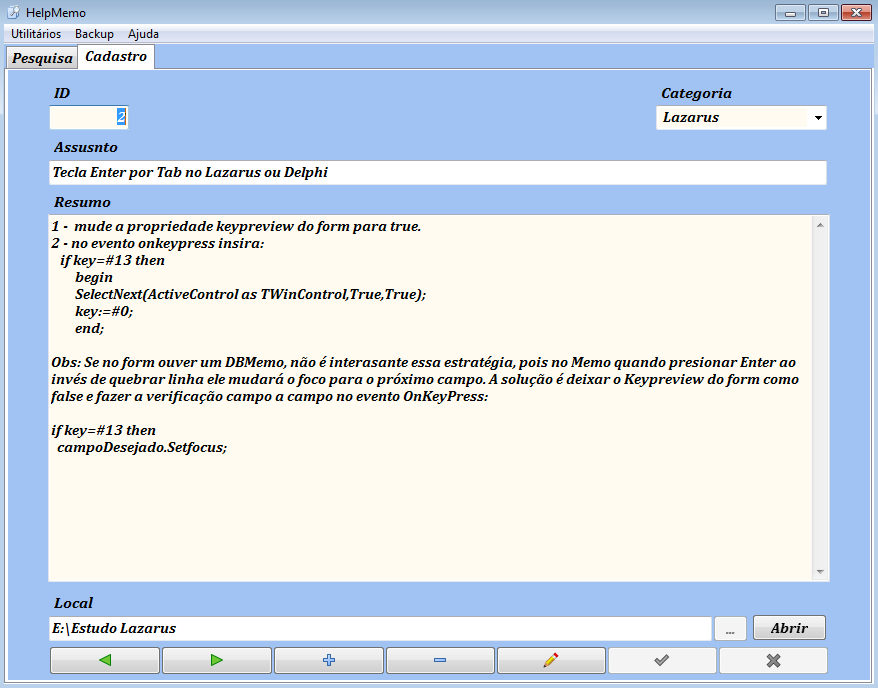 HelpMemo
Utilitários Backup Ajuda
Pesquisa Cadastro
ID
Categoria
2
Lazarus
Assusnto
Tecla Enter por Tab no Lazarus ou Delphi
Resumo
1 - mude a propriedade keypreview do form para true.
2 - no evento onkeypress insira:
if key=#13 then
begin
SelectNext(ActiveControl as TWinControl,True,True);
key:=#0;
end;
Obs: Se no form ouver um DBMemo, não é interasante essa estratégia, pois no Memo quando presionar Enter ao
invés de quebrar linha ele mudará o foco para o próximo campo. A solução é deixar o Keypreview do form como
false e fazer a verificação campo a campo no evento OnKeyPress:
if key=#13 then
campoDesejado.Setfocus;
Local
E:\Estudo Lazarus
... Abrir